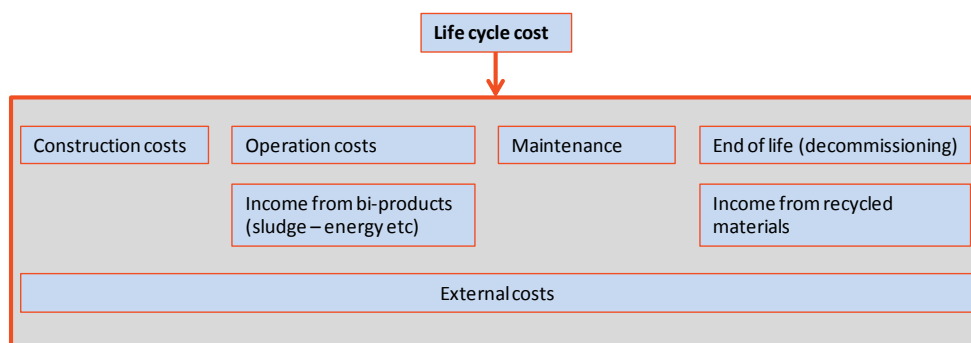 Life cycle cost
Construction costs
Operation costs
Maintenance
End of life (decommissioning)
Income from bi-products
(sludge – energy etc)
Income from recycled
materials
External costs